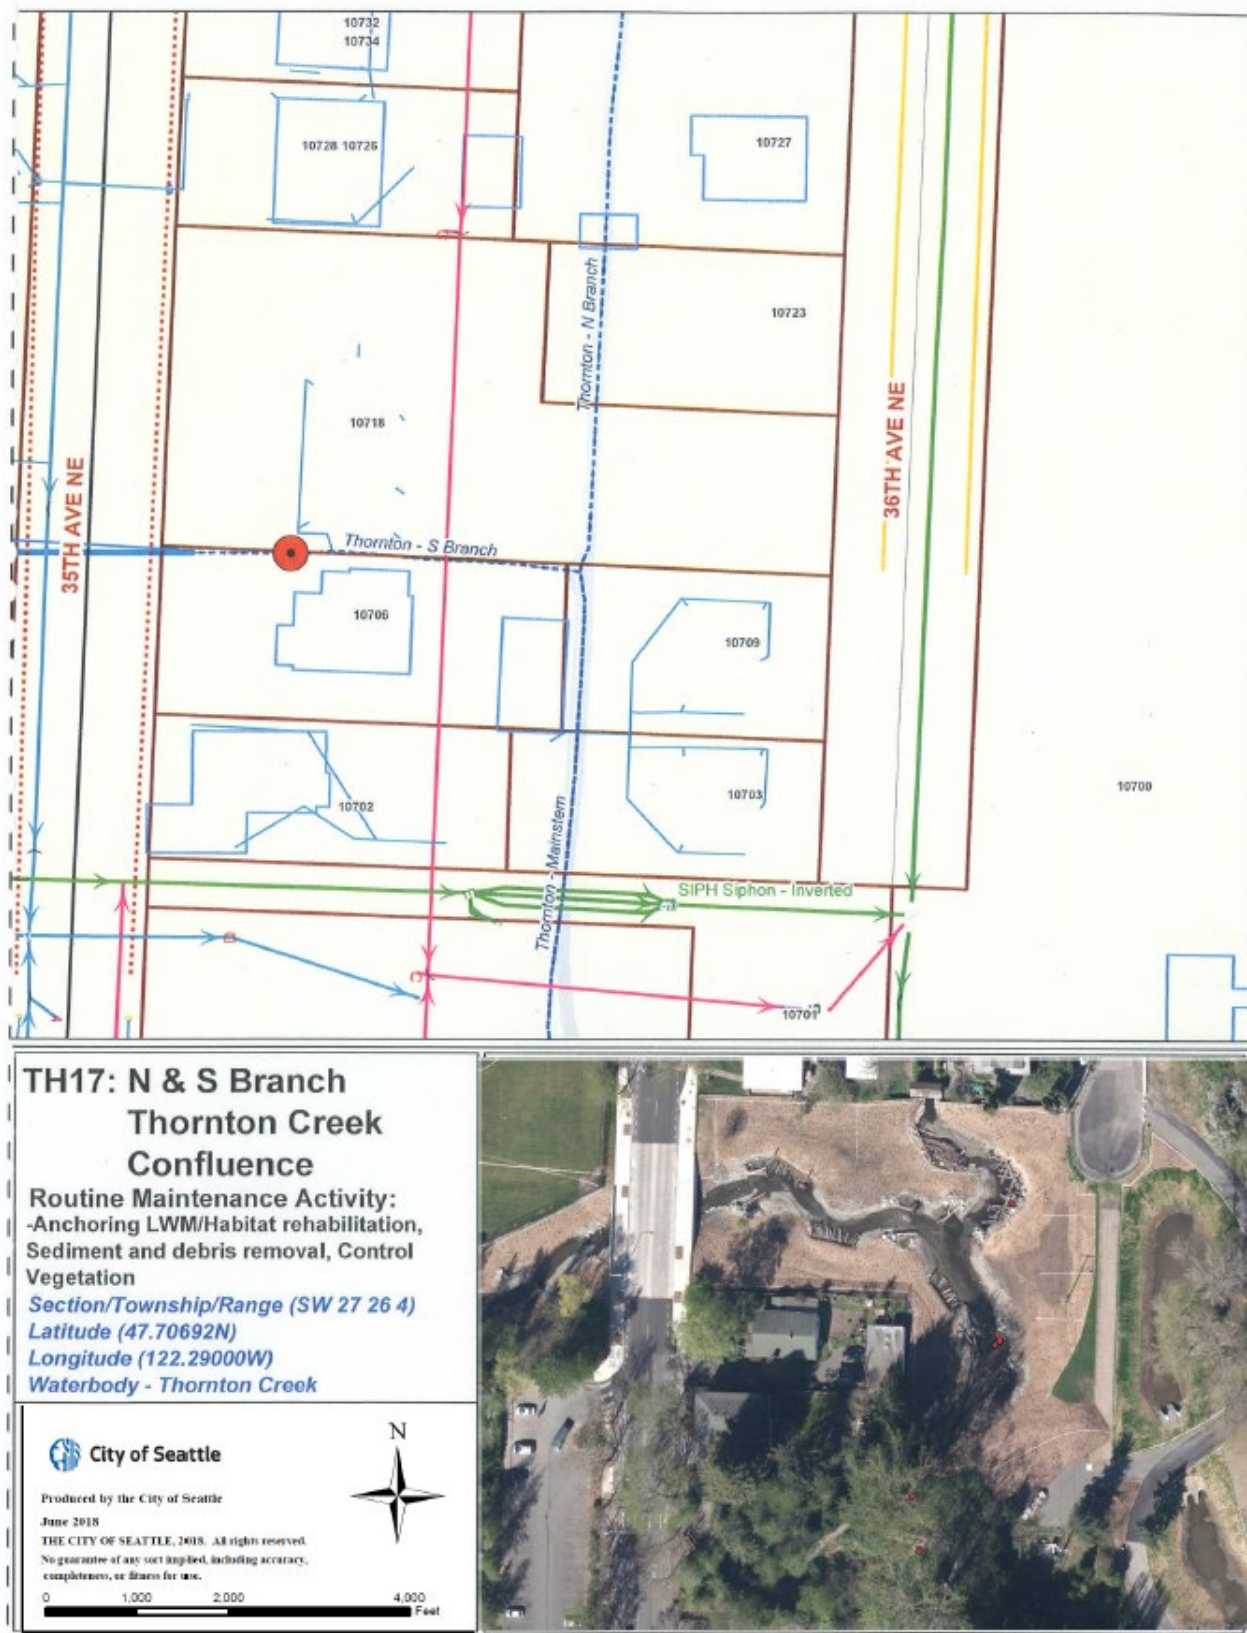 10732
10734
10728 10726
10727
Thornton - N Branch
10723
10718
36TH AVE NE
35TH AVE NE
Thornton - S Branch
10706
10709
10700
10702
10703
Thornton - Mainstem
SIPH Siphon - Inverted
10701
TH17: N & S Branch
Thornton Creek
Confluence
Routine Maintenance Activity:
-Anchoring LWM/Habitat rehabilitation,
Sediment and debris removal, Control
Vegetation
Section/Township/Range (SW 27 26 4)
Latitude (47.70692N)
Longitude (122.29000W)
Waterbody - Thornton Creek
City of Seattle
N
Produced by the City of Seattle
June 2018
THE CITY OF SEATTLE, 2018. All rights reserved.
No guarantee of any sort implied, including accuracy,
completeness, or fitness for use.
0 1,000 2,000 4,000
Feet